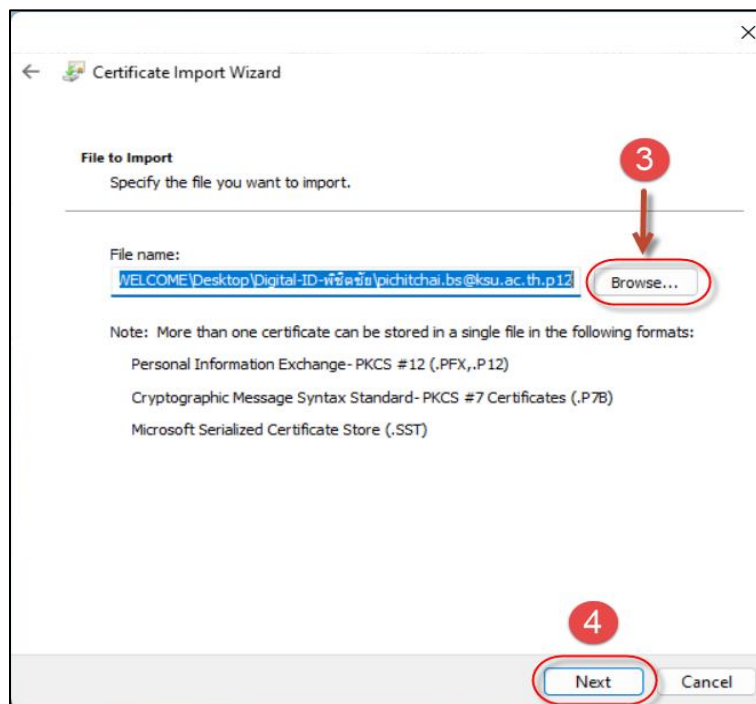 Certificate Import Wizard
File to Import
Specify the file you want to import.
3
File name:
WELCOME\Desktop\Digital-ID-พิชิตชัย\pichitchai.bs@ksu.ac.th.p12
Browse...
Note: More than one certificate can be stored in a single file in the following formats:
Personal Information Exchange- PKCS #12 (.PFX,.P12)
Cryptographic Message Syntax Standard- PKCS #7 Certificates (.P7B)
Microsoft Serialized Certificate Store (.SST)
4
Next
Cancel